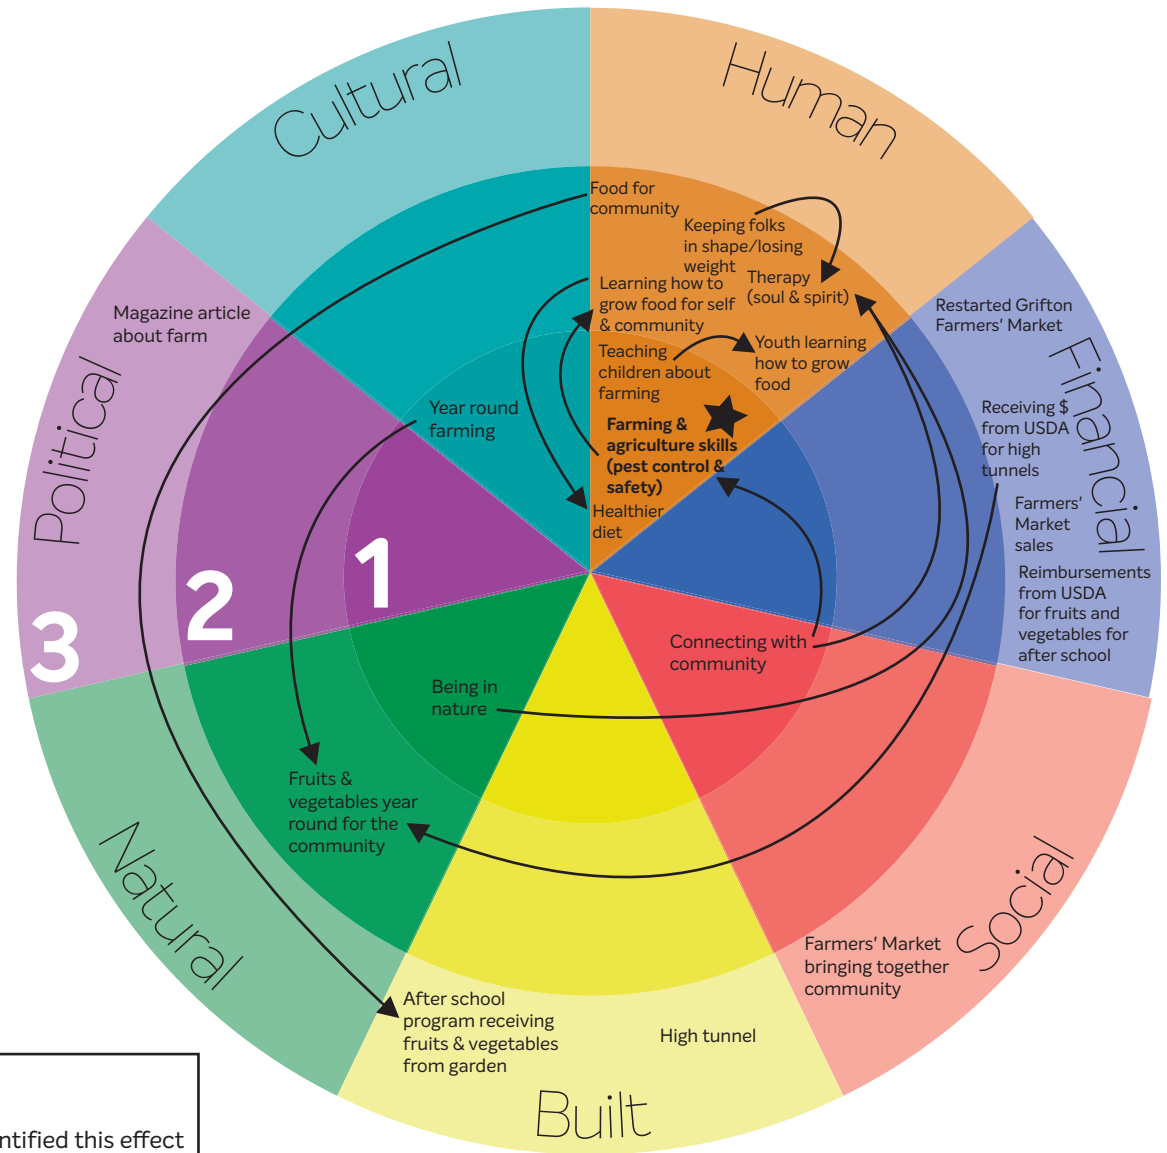 Cultural
Human
Food for
community
Keeping folks
in shape/losing
weight
Therapy
(soul & spirit)
Learning how to
grow food for self
& community
Teaching
children about
farming
Youth learning
how to grow
food
Farming &
agriculture skills
(pest control &
safety)
Healthier
diet
Year round
farming
Magazine article
about farm
Political
1
2
3
Restarted Grifton
Farmers' Market
Financial
Receiving $
from USDA
for high
tunnels
Farmers'
Market
sales
Reimbursements
from USDA
for fruits and
vegetables for
after school
Connecting with
community
Being in
nature
Fruits &
vegetables year
round for the
community
Natural
Social
Farmers' Market
bringing together
community
After school
program receiving
fruits & vegetables
from garden
High tunnel
Built
ntified this effect